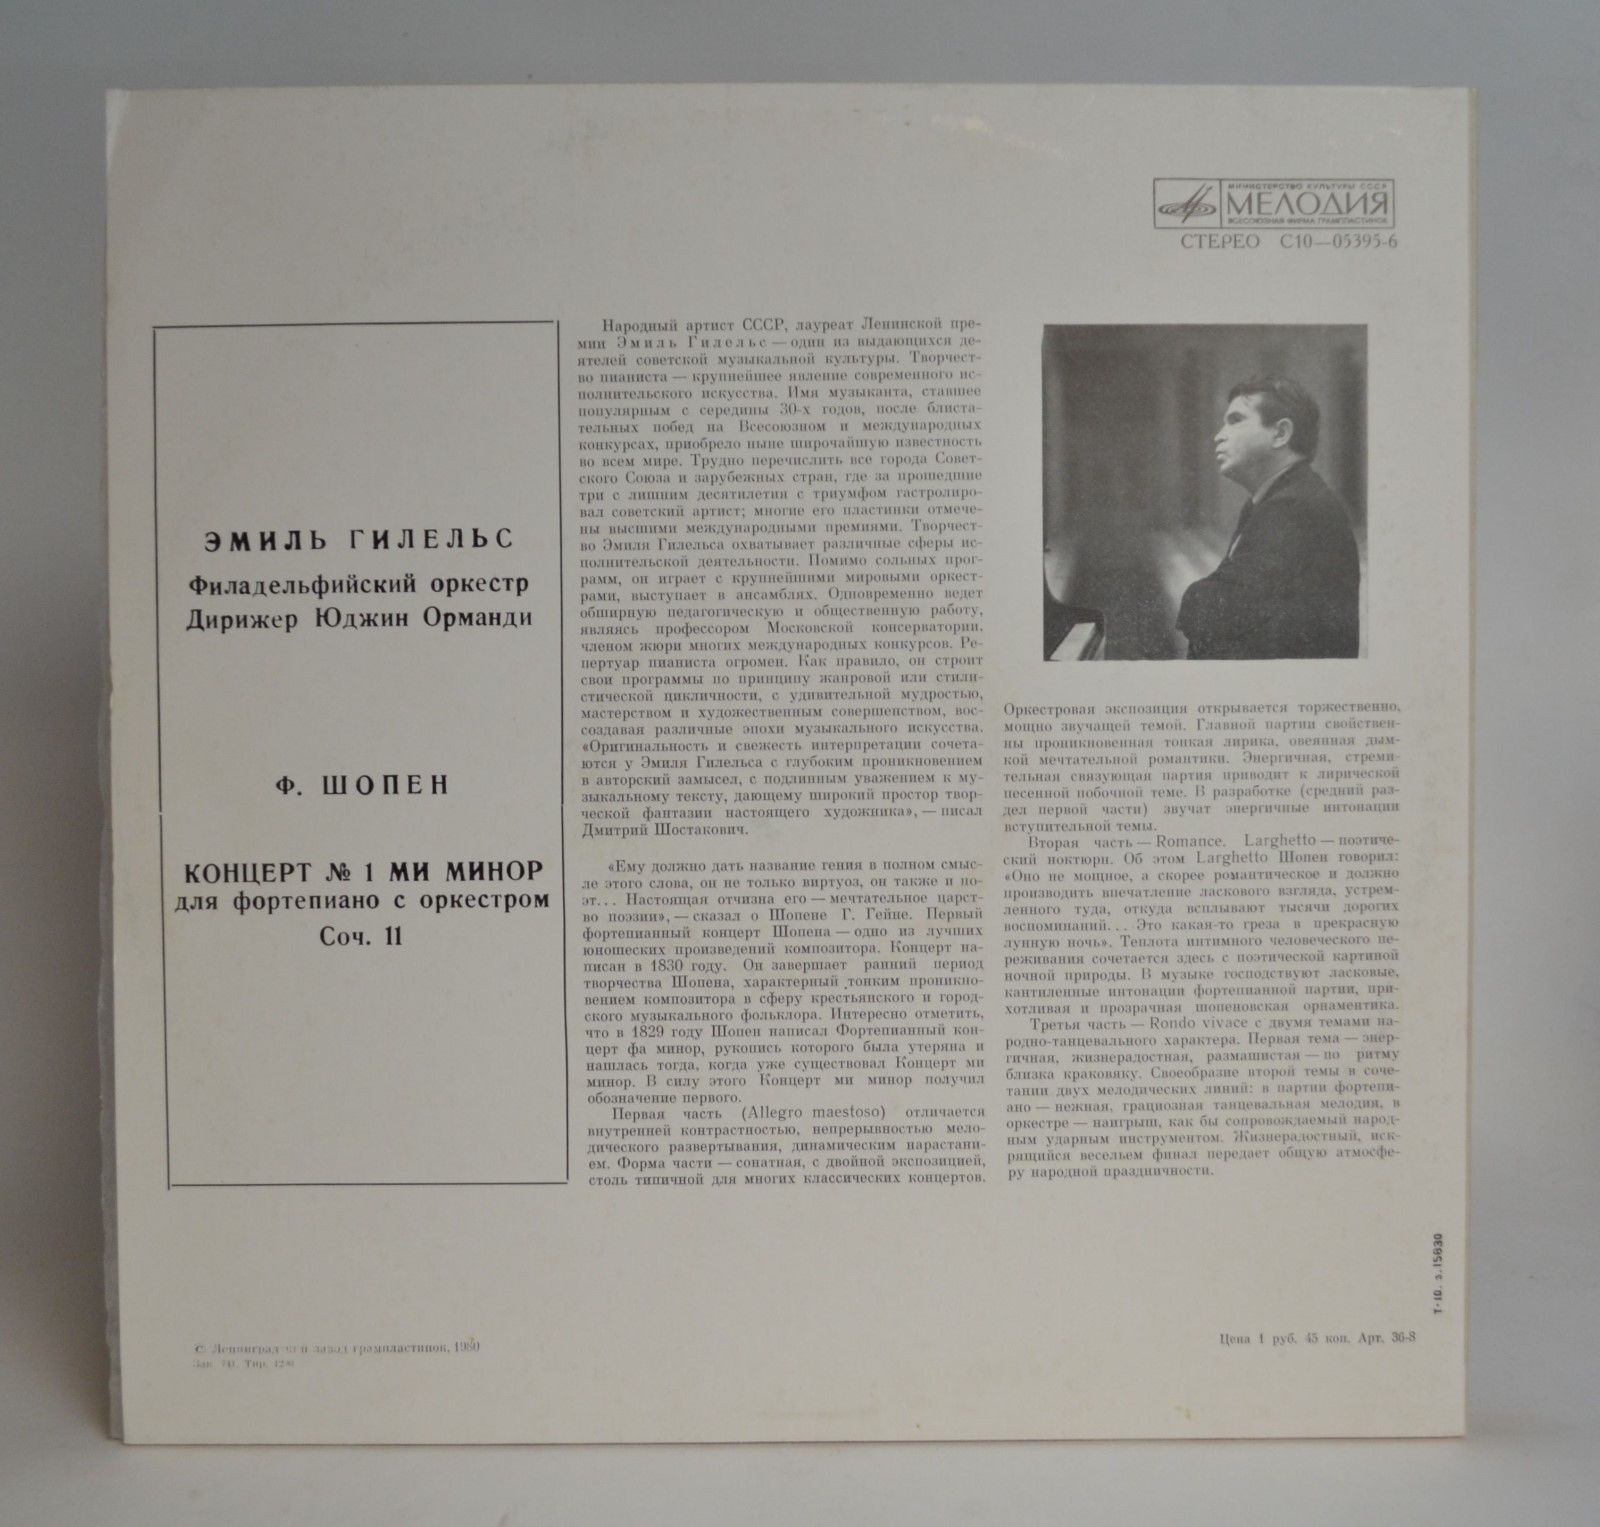 МИНИСТЕРСТВО КУЛЬТУРЫ СССР
МЕЛОДИЯ
ВСЕСОЮЗНАЯ ФИРМА ГРАМПЛАСТИНОК
СТЕРЕО С10—05395-6
ЭМИЛЬ ГИЛЕЛЬС
Филадельфийский оркестр
Дирижер Юджин Орманди
Ф. ШОПЕН
КОНЦЕРТ № 1 МИ МИНОР
для фортепиано с оркестром
Соч. 11
Народный артист СССР, лауреат Ленинской пре-
мии Эмиль Гилельс — один из выдающихся де-
ятелей советской музыкальной культуры. Творчест-
во пианиста — крупнейшее явление современного ис-
полнительского искусства. Имя музыканта, ставшее
популярным с середины 30-х годов, после блиста-
тельных побед на Всесоюзном и международных
конкурсах, приобрело ныне широчайшую известность
во всем мире. Трудно перечислить все города Совет-
ского Союза и зарубежных стран, где за прошедшие
три с лишним десятилетия с триумфом гастролиро-
вал советский артист; многие его пластинки отмече-
ны высшими международными премиями. Творчест-
во Эмиля Гилельса охватывает различные сферы ис-
полнительской деятельности. Помимо сольных прог-
рамм, он играет с крупнейшими мировыми оркест-
рами, выступает в ансамблях. Одновременно ведет
обширную педагогическую и общественную работу,
являясь профессором Московской консерватории,
членом жюри многих международных конкурсов. Ре-
пертуар пианиста огромен. Как правило, он строит
свои программы по принципу жанровой или стили-
стической цикличности, с удивительной мудростью,
мастерством и художественным совершенством, вос-
создавая различные эпохи музыкального искусства.
«Оригинальность и свежесть интерпретации сочета-
ются у Эмиля Гилельса с глубоким проникновением
в авторский замысел, с подлинным уважением к му-
зыкальному тексту, дающему широкий простор твор-
ческой фантазии настоящего художника», — писал
Дмитрий Шостакович.
«Ему должно дать название гения в полном смыс-
ле этого слова, он не только виртуоз, он также и по-
эт... Настоящая отчизна его — мечтательное царст-
во поэзии», — сказал о Шопене Г. Гейне. Первый
фортепианный концерт Шопена — одно из лучших
юношеских произведений композитора. Концерт на-
писан в 1830 году. Он завершает ранний период
творчества Шопена, характерный тонким проникно-
вением композитора в сферу крестьянского и город-
ского музыкального фольклора. Интересно отметить,
что в 1829 году Шопен написал Фортепианный кон-
церт фа минор, рукопись которого была утеряна и
нашлась тогда, когда уже существовал Концерт ми
минор. В силу этого Концерт ми минор получил
обозначение первого.
Первая часть (Allegro maestoso) отличается
внутренней контрастностью, непрерывностью мело-
дического развертывания, динамическим нарастани-
ем. Форма части — сонатная, с двойной экспозицией,
столь типичной для многих классических концертов.
Оркестровая экспозиция открывается торжественно,
мощно звучащей темой. Главной партии свойствен-
ны проникновенная тонкая лирика, овеянная дым-
кой мечтательной романтики. Энергичная, стреми-
тельная связующая партия приводит к лирической
песенной побочной теме. В разработке (средний раз-
дел первой части) звучат энергичные интонации
вступительной темы.
Вторая часть — Romance. Larghetto — поэтиче-
ский ноктюрн. Об этом Larghetto Шопен говорил:
«Оно не мощное, а скорее романтическое и должно
производить впечатление ласкового взгляда, устрем-
ленного туда, откуда всплывают тысячи дорогих
воспоминаний... Это какая-то греза в прекрасную
лунную ночь». Теплота интимного человеческого пе-
реживания сочетается здесь с поэтической картиной
ночной природы. В музыке господствуют ласковые,
кантиленные интонации фортепианной партии, при-
хотливая и прозрачная шопеновская орнаментика.
Третья часть — Rondo vivace с двумя темами на-
родно-танцевального характера. Первая тема — энер-
гичная, жизнерадостная, размашистая — по ритму
близка краковяку. Своеобразие второй темы в соче-
тании двух мелодических линий: в партии фортепи-
ано — нежная, грациозная танцевальная мелодия, в
оркестре — наигрыш, как бы сопровождаемый народ-
ным ударным инструментом. Жизнерадостный, иск-
рящийся весельем финал передает общую атмосфе-
ру народной праздничности.
Т-10. з.15830
Цена 1 руб. 45 коп. Арт. 36-8
завод грампластинок, 1980
Зак. Тир.